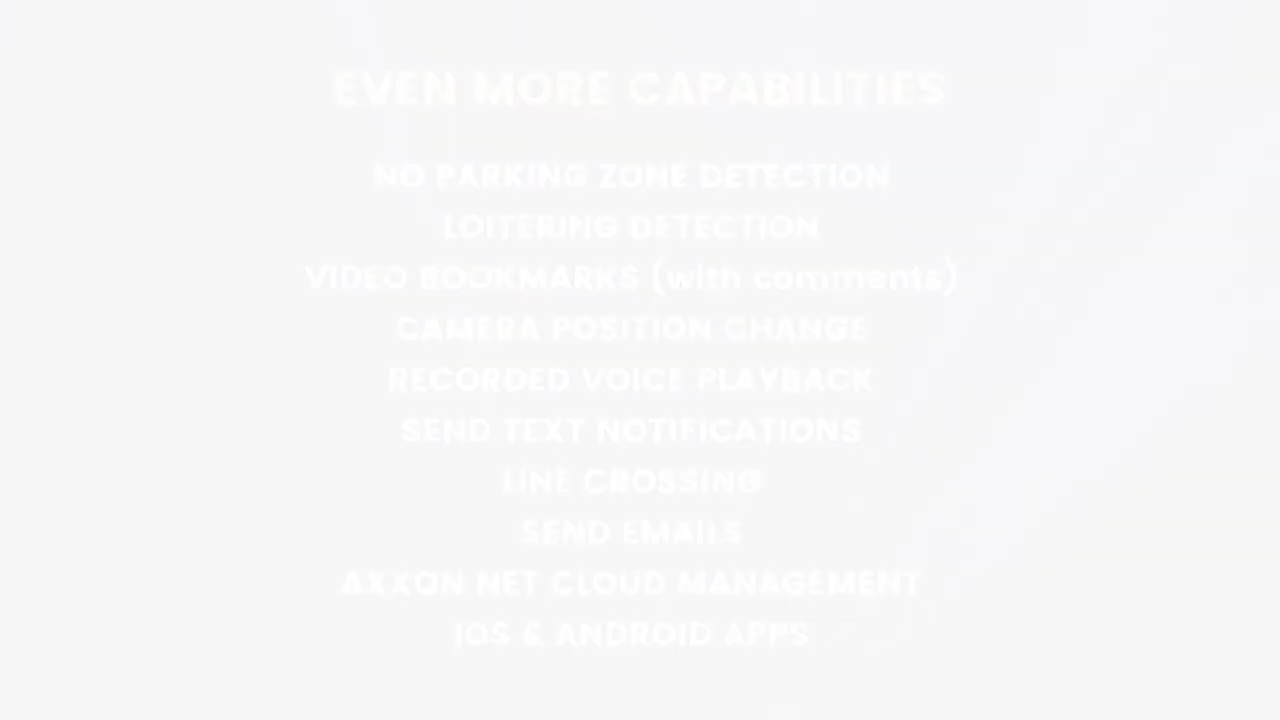 EVEN MORE CAPABILITIES
NO PARKING ZONE DETECTION
LOITERING DETECTION
VIDEO BOOKMARKS (with comments)
CAMERA POSITION CHANGE
RECORDED VOICE PLAYBACK
SEND TEXT NOTIFICATIONS
LINE CROSSING
SEND EMAILS
AXXON NET CLOUD MANAGEMENT
iOS & ANDROID APPS